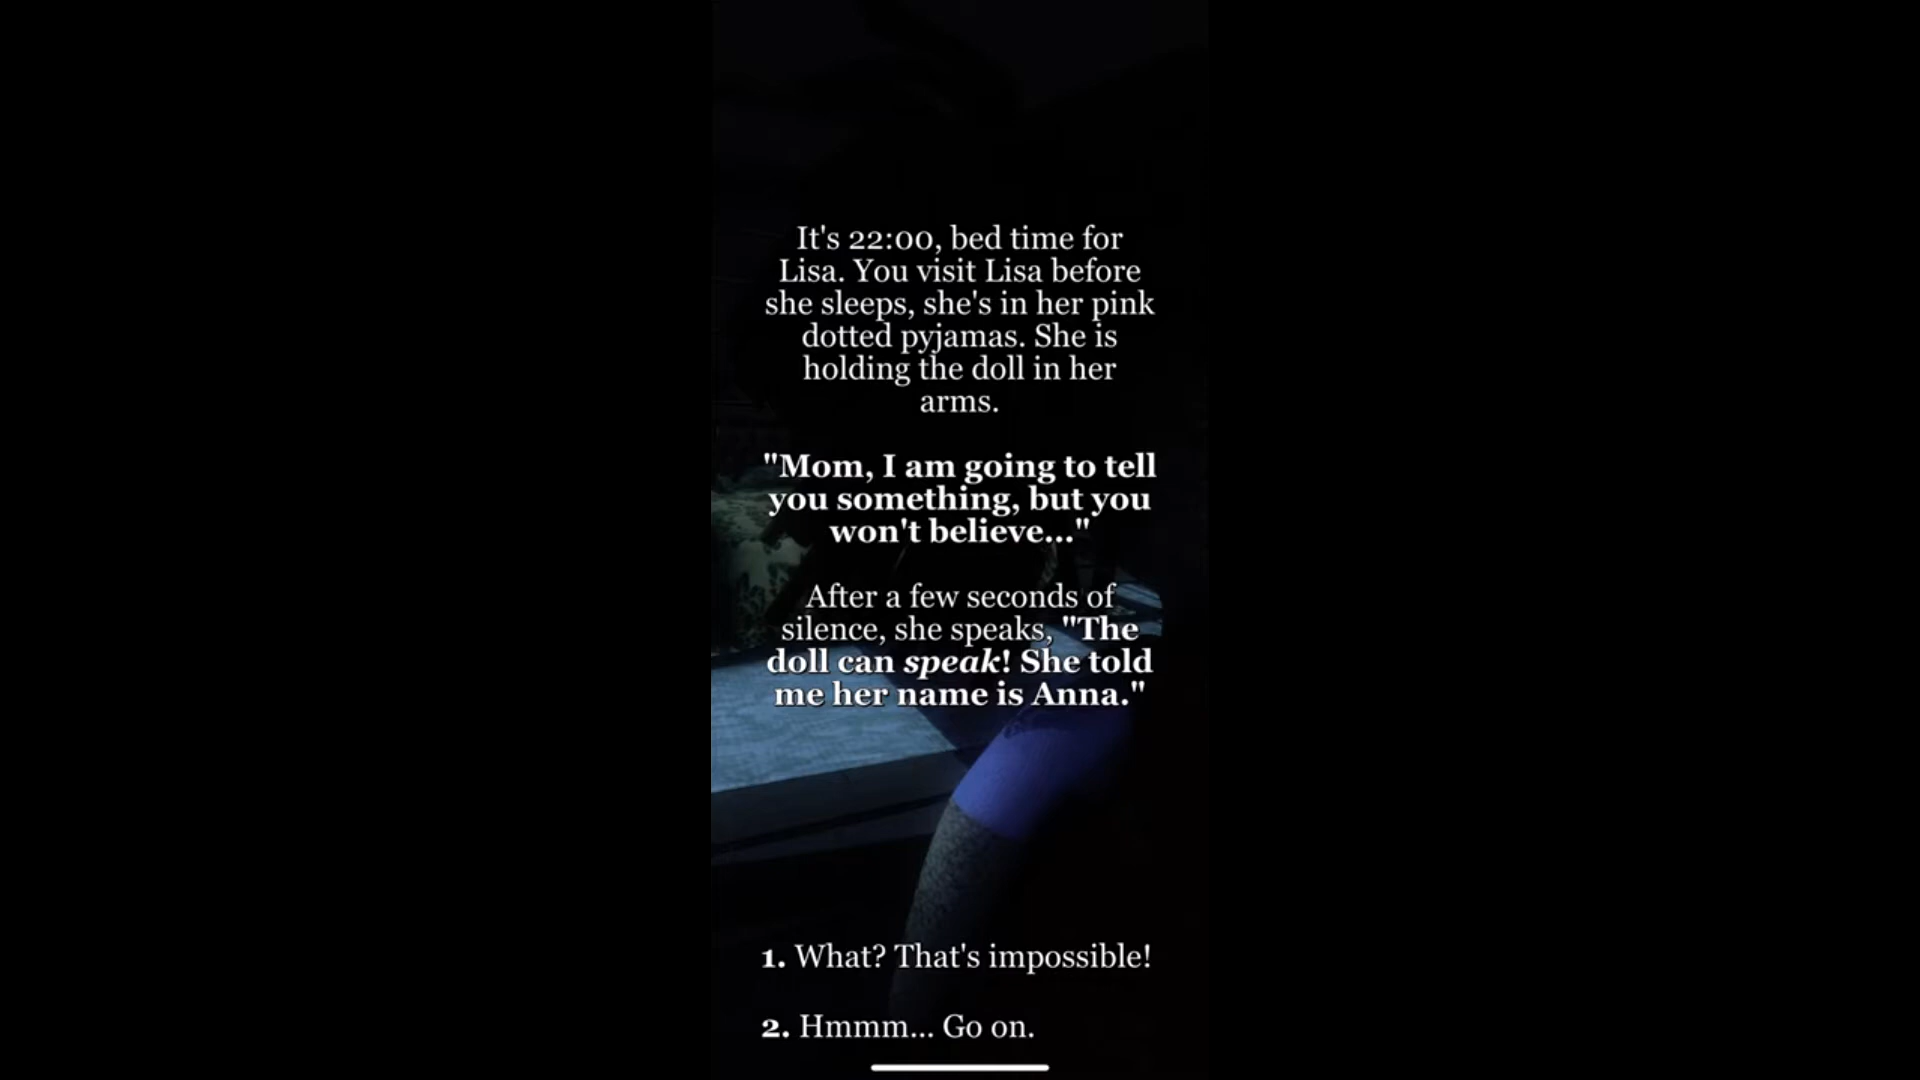 It's 22:00, bed time for
Lisa. You visit Lisa before
she sleeps, she's in her pink
dotted pyjamas. She is
holding the doll in her
arms.
"Mom, I am going to tell
you something, but you
won't believe..."
After a few seconds of
silence, she speaks, "The
doll can speak! She told
me her name is Anna."
1. What? That's impossible!
2. Hmmm... Go on.